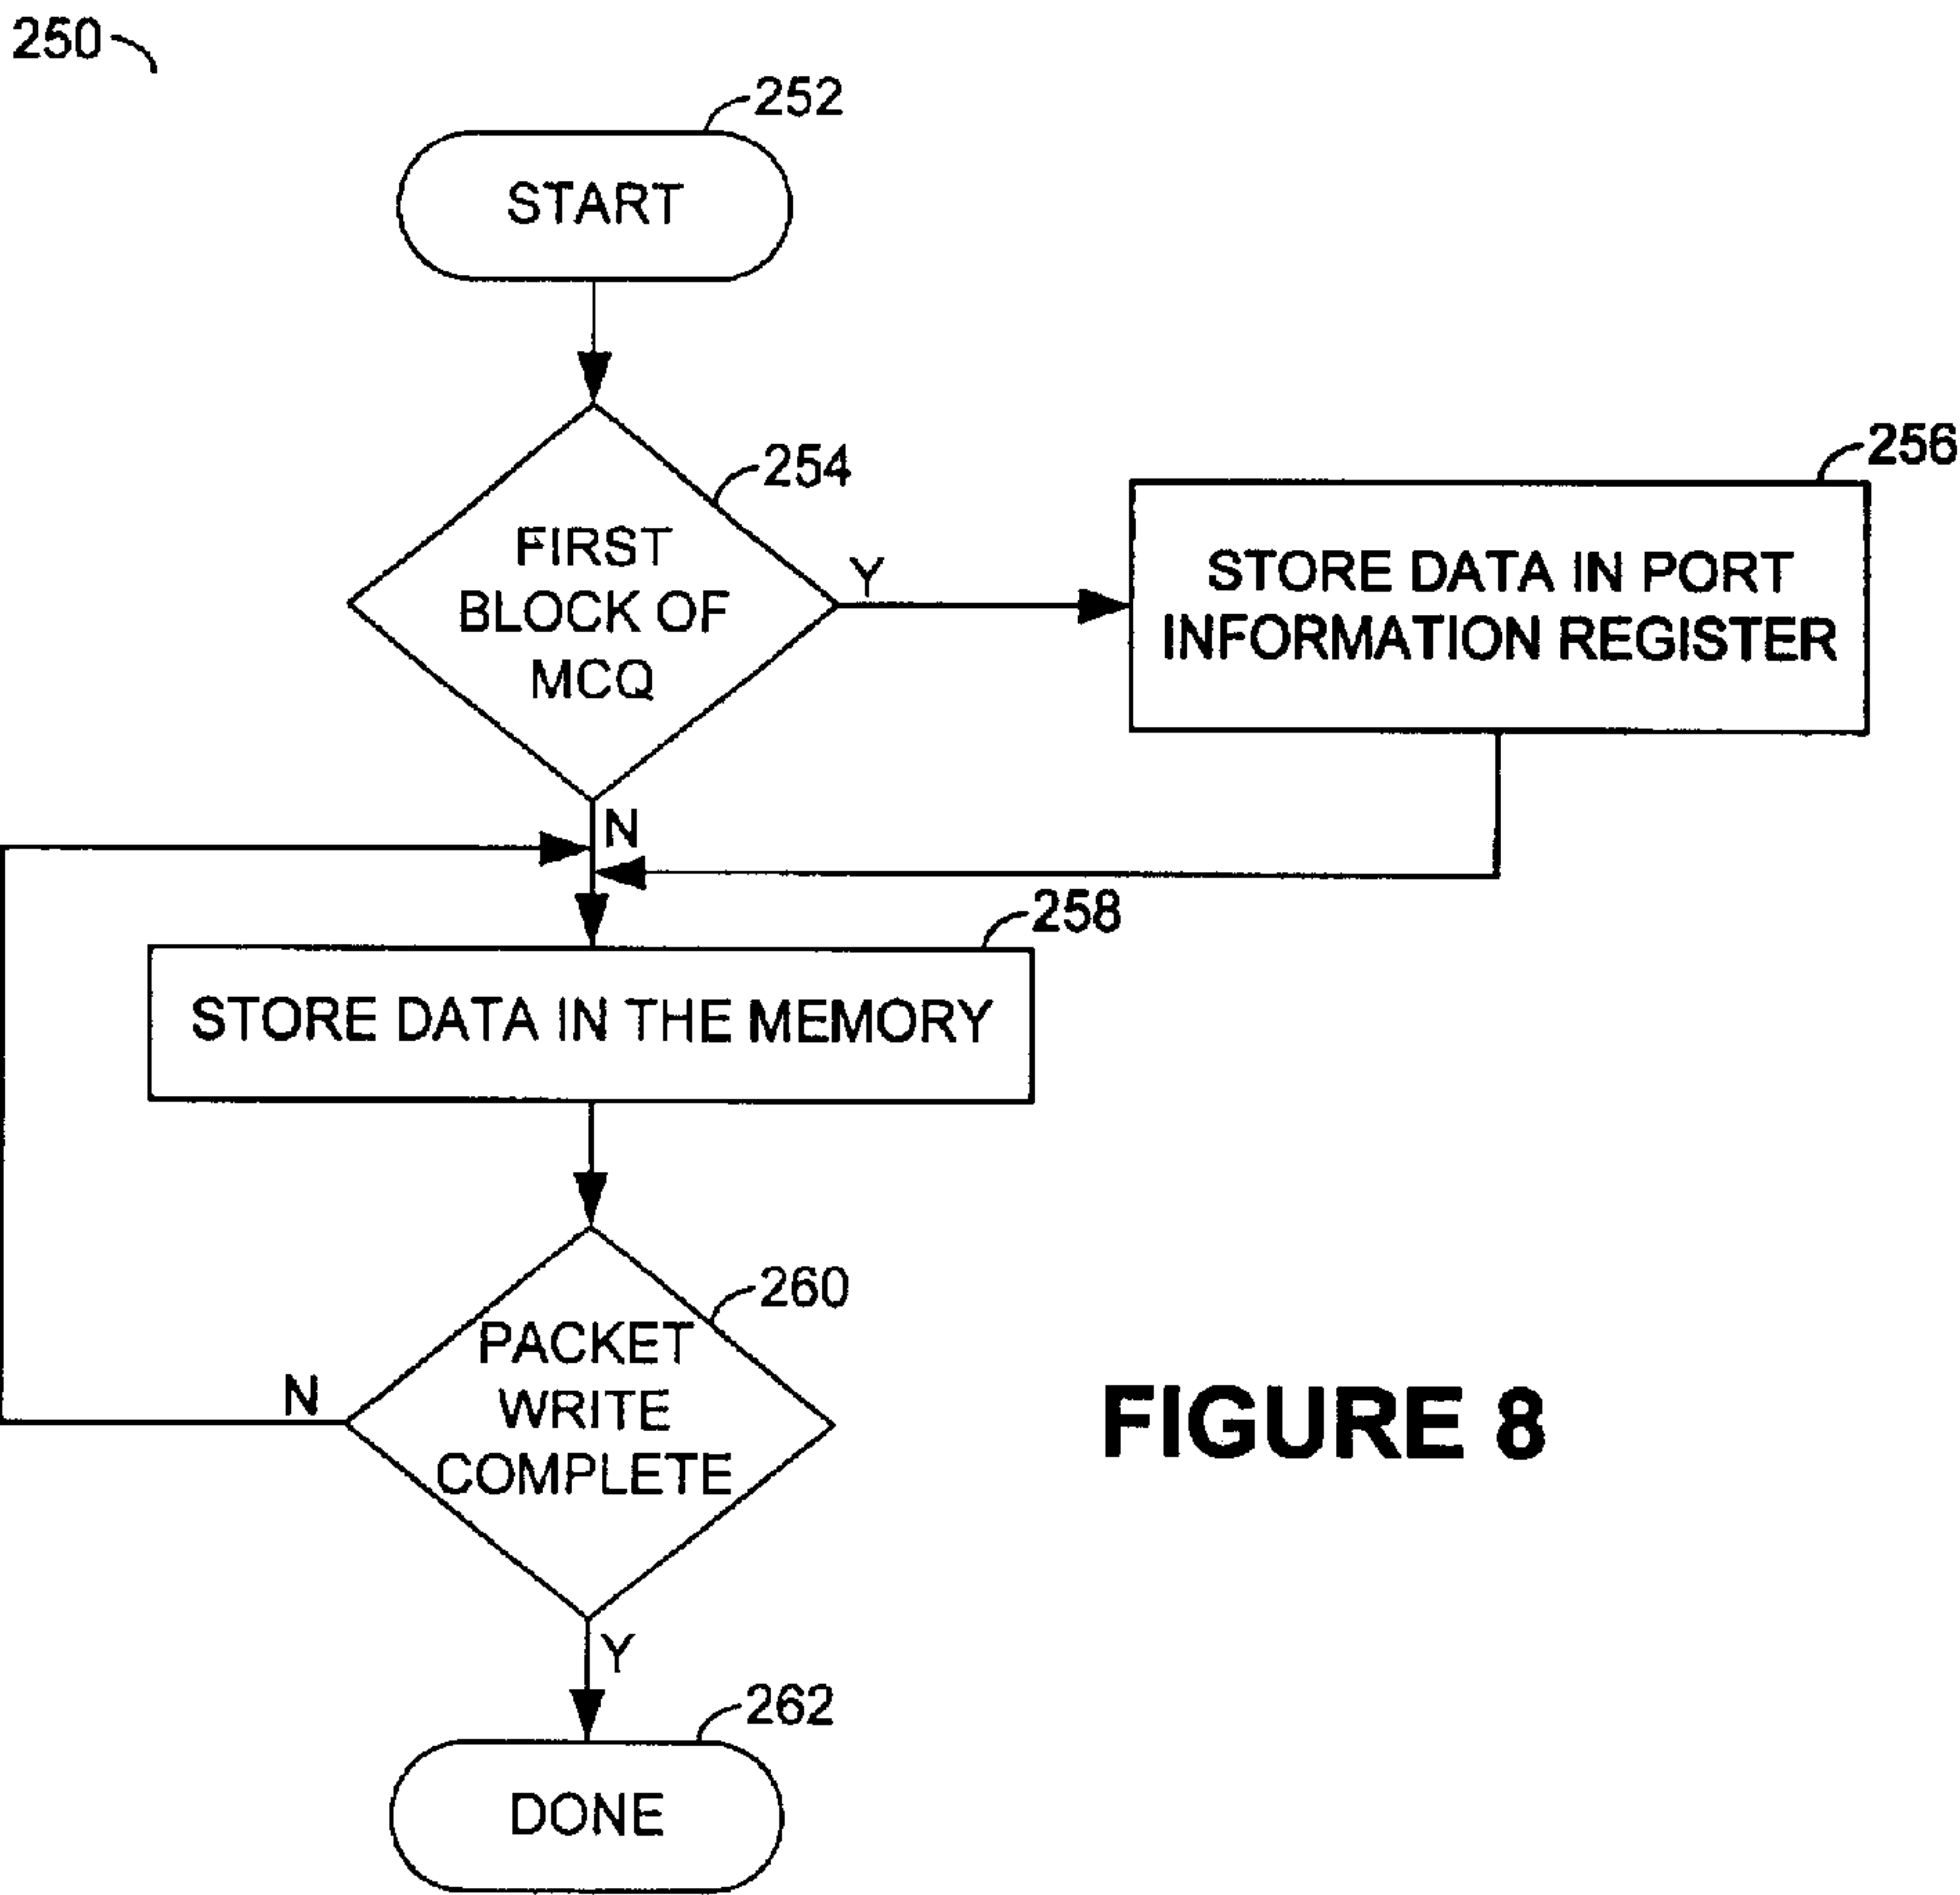 250
252
START
254
FIRST
BLOCK OF
MCQ
Y
256
STORE DATA IN PORT
INFORMATION REGISTER
N
258
STORE DATA IN THE MEMORY
260
PACKET
WRITE
COMPLETE
N
FIGURE 8
Y
262
DONE